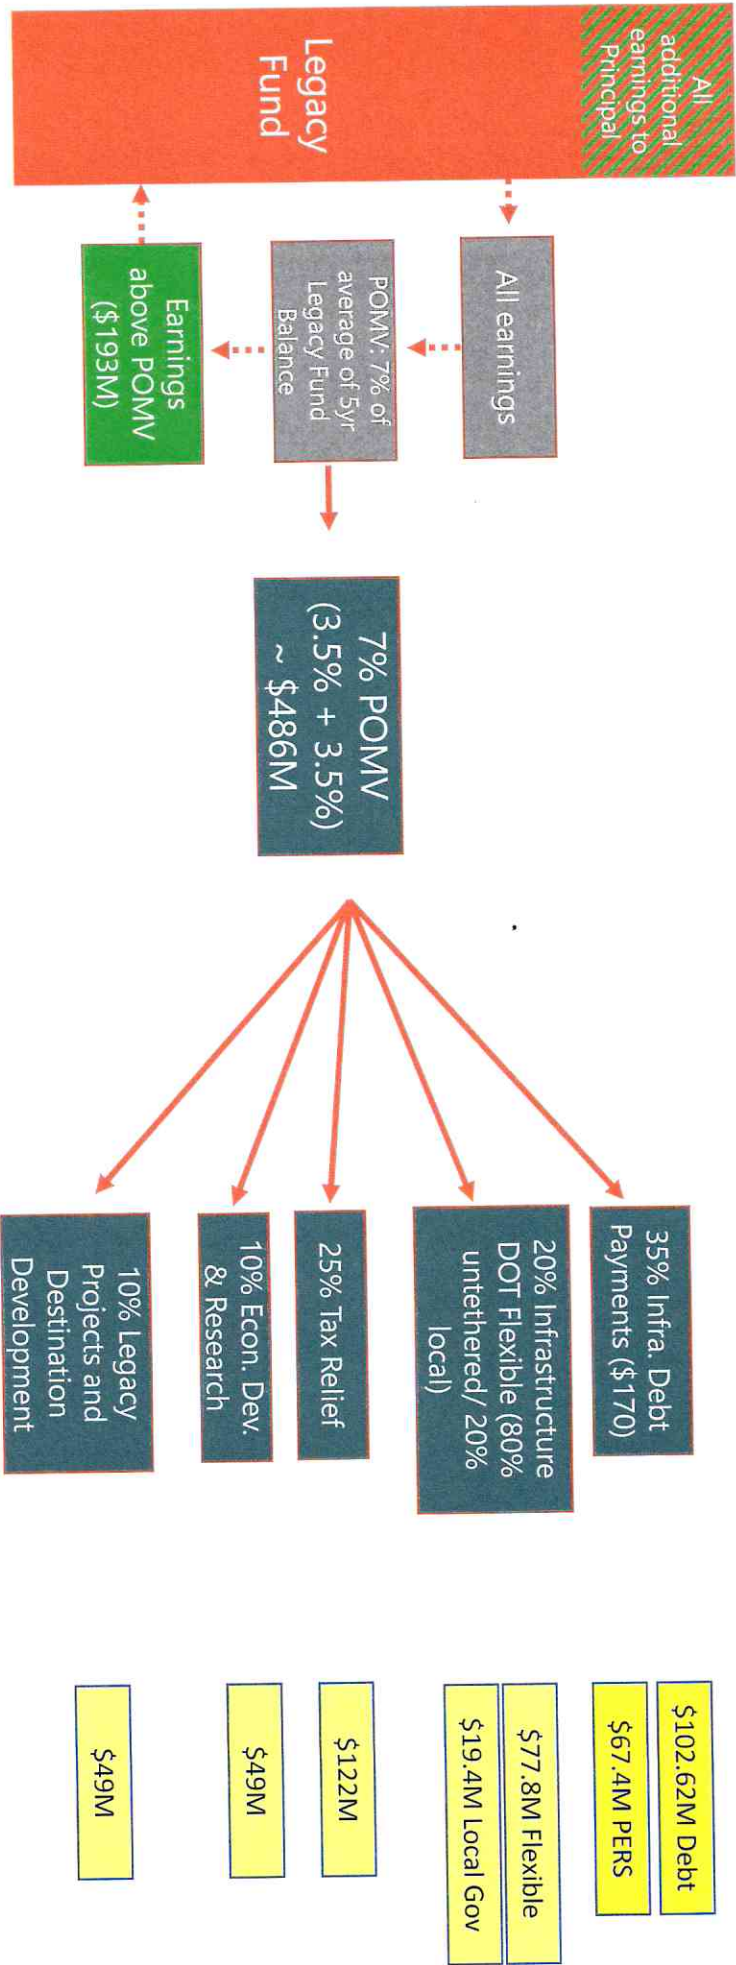 All
additional
earnings to
Principal
Legacy
Fund
All earnings
POMV: 7% of
average of 5yr
Legacy Fund
Balance
Earnings
above POMV
($193M)
7% POMV
(3.5% + 3.5%)
~ $486M
35% Infra. Debt
Payments ($170)
20% Infrastructure
DOT Flexible (80%
untethered/ 20%
local)
25% Tax Relief
10% Econ. Dev.
& Research
10% Legacy
Projects and
Destination
Development
$102.62M Debt
$67.4M PERS
$77.8M Flexible
$19.4M Local Gov
$122M
$49M
$49M